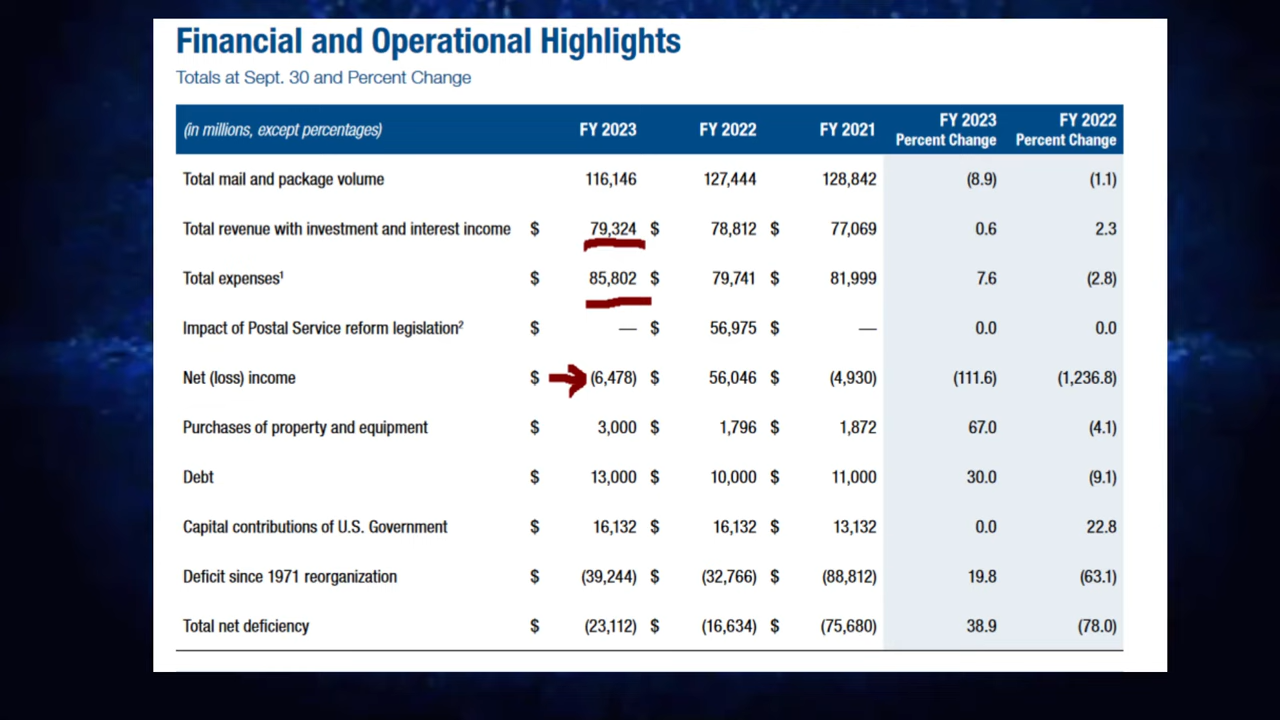 Financial and Operational Highlights
Totals at Sept. 30 and Percent Change
(in millions, except percentages) FY 2023 FY 2022 FY 2021 FY 2023 Percent Change FY 2022 Percent Change
Total mail and package volume 116,146 127,444 128,842 (8.9) (1.1)
Total revenue with investment and interest income $ 79,324 $ 78,812 $ 77,069 0.6 2.3
Total expenses¹ $ 85,802 $ 79,741 $ 81,999 7.6 (2.8)
Impact of Postal Service reform legislation² $ — $ 56,975 $ — 0.0 0.0
Net (loss) income $ (6,478) $ 56,046 $ (4,930) (111.6) (1,236.8)
Purchases of property and equipment $ 3,000 $ 1,796 $ 1,872 67.0 (4.1)
Debt $ 13,000 $ 10,000 $ 11,000 30.0 (9.1)
Capital contributions of U.S. Government $ 16,132 $ 16,132 $ 13,132 0.0 22.8
Deficit since 1971 reorganization $ (39,244) $ (32,766) $ (88,812) 19.8 (63.1)
Total net deficiency $ (23,112) $ (16,634) $ (75,680) 38.9 (78.0)